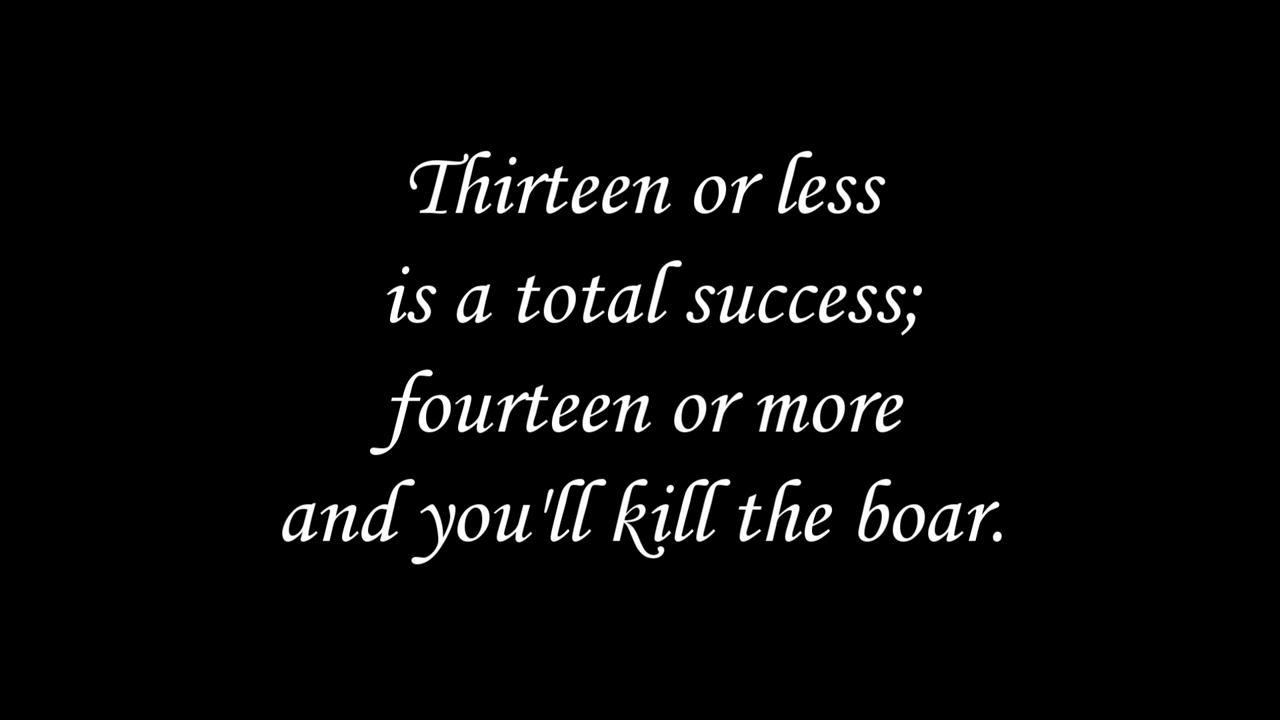 Thirteen or less
is a total success;
fourteen or more
and you'll kill the boar.